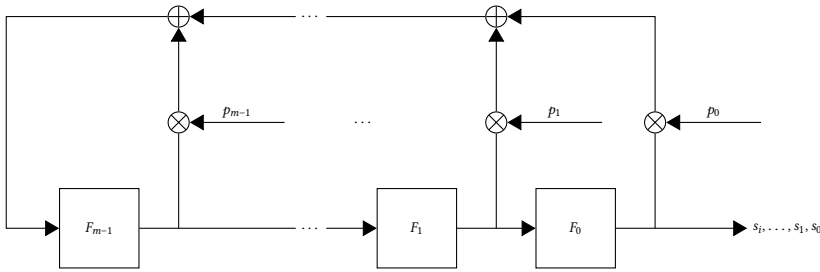 ···
p_{m−1}
···
p_1
p_0
F_{m−1}
···
F_1
F_0
s_i, . . . , s_1, s_0